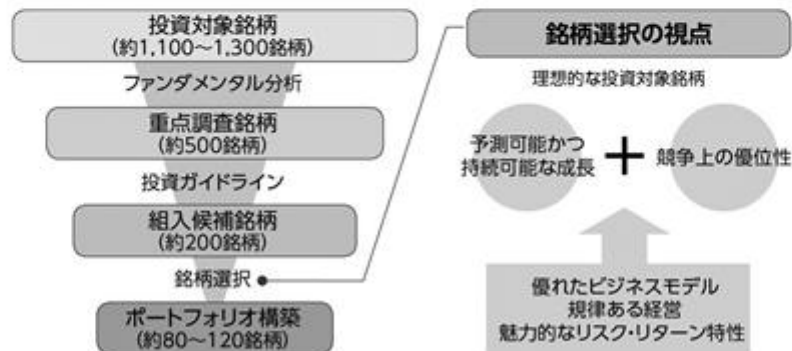 投資対象銘柄
(約1,100～1,300銘柄)
ファンダメンタル分析
重点調査銘柄
(約500銘柄)
投資ガイドライン
組入候補銘柄
(約200銘柄)
銘柄選択
ポートフォリオ構築
(約80～120銘柄)
銘柄選択の視点
理想的な投資対象銘柄
予測可能かつ
持続可能な成長
+
競争上の優位性
優れたビジネスモデル
規律ある経営
魅力的なリスク・リターン特性